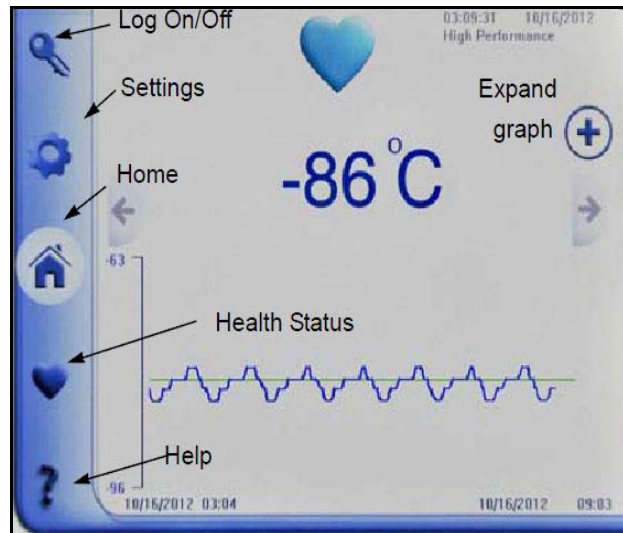 Log On/Off
03:09:31 10/16/2012
High Performance
Settings
Expand
graph
-86°C
Home
-63
Health Status
Help
-96
10/16/2012 03:04
10/16/2012 09:03